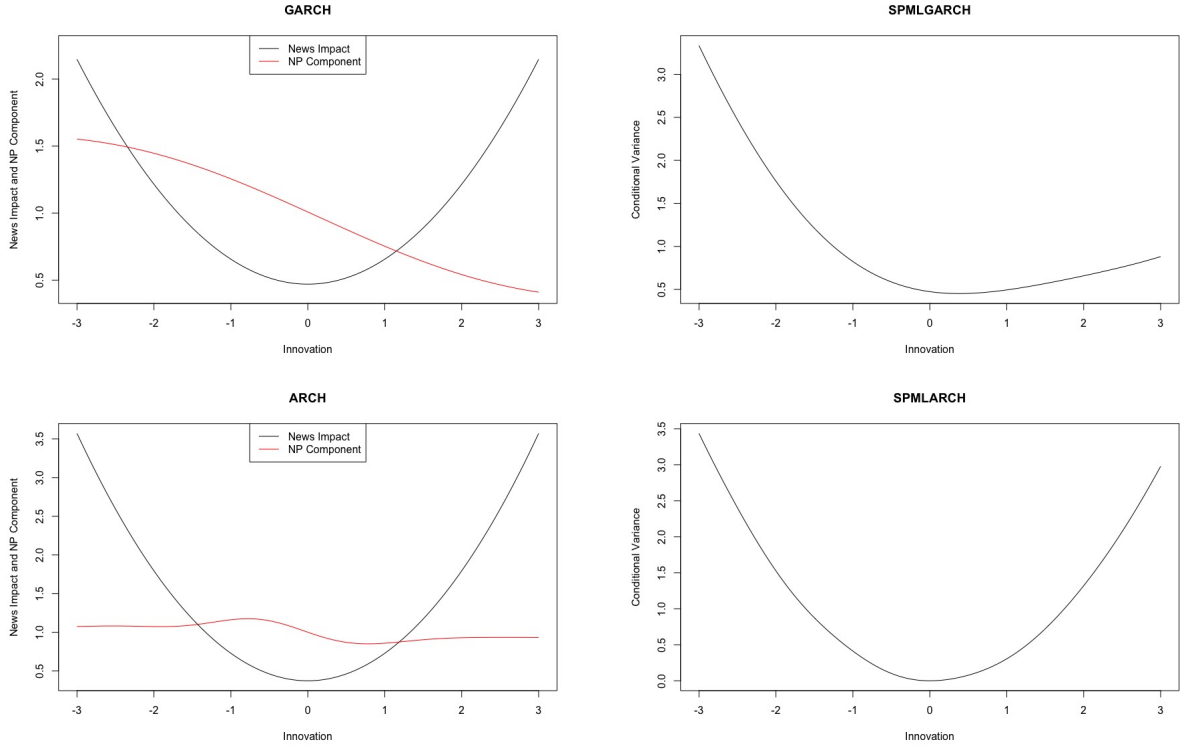 GARCH
News Impact
NP Component
News Impact and NP Component
2.0
1.5
1.0
0.5
-3 -2 -1 0 1 2 3
Innovation
SPMLGARCH
Conditional Variance
3.0
2.5
2.0
1.5
1.0
0.5
-3 -2 -1 0 1 2 3
Innovation
ARCH
News Impact
NP Component
News Impact and NP Component
3.5
3.0
2.5
2.0
1.5
1.0
0.5
-3 -2 -1 0 1 2 3
Innovation
SPMLARCH
Conditional Variance
3.5
3.0
2.5
2.0
1.5
1.0
0.5
0.0
-3 -2 -1 0 1 2 3
Innovation